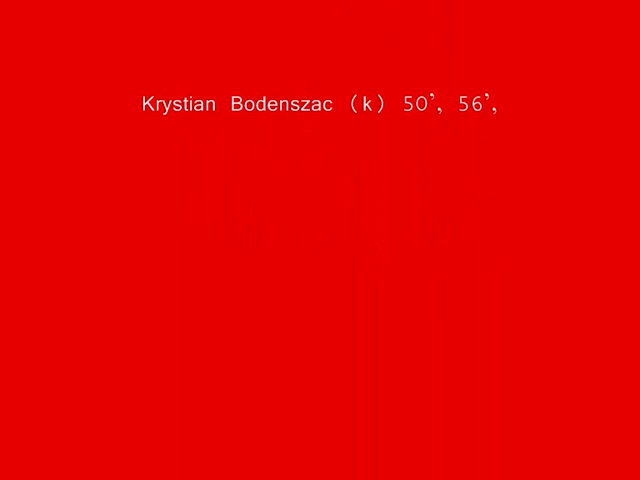 Krystian Bodenszac (k) 50’, 56’,